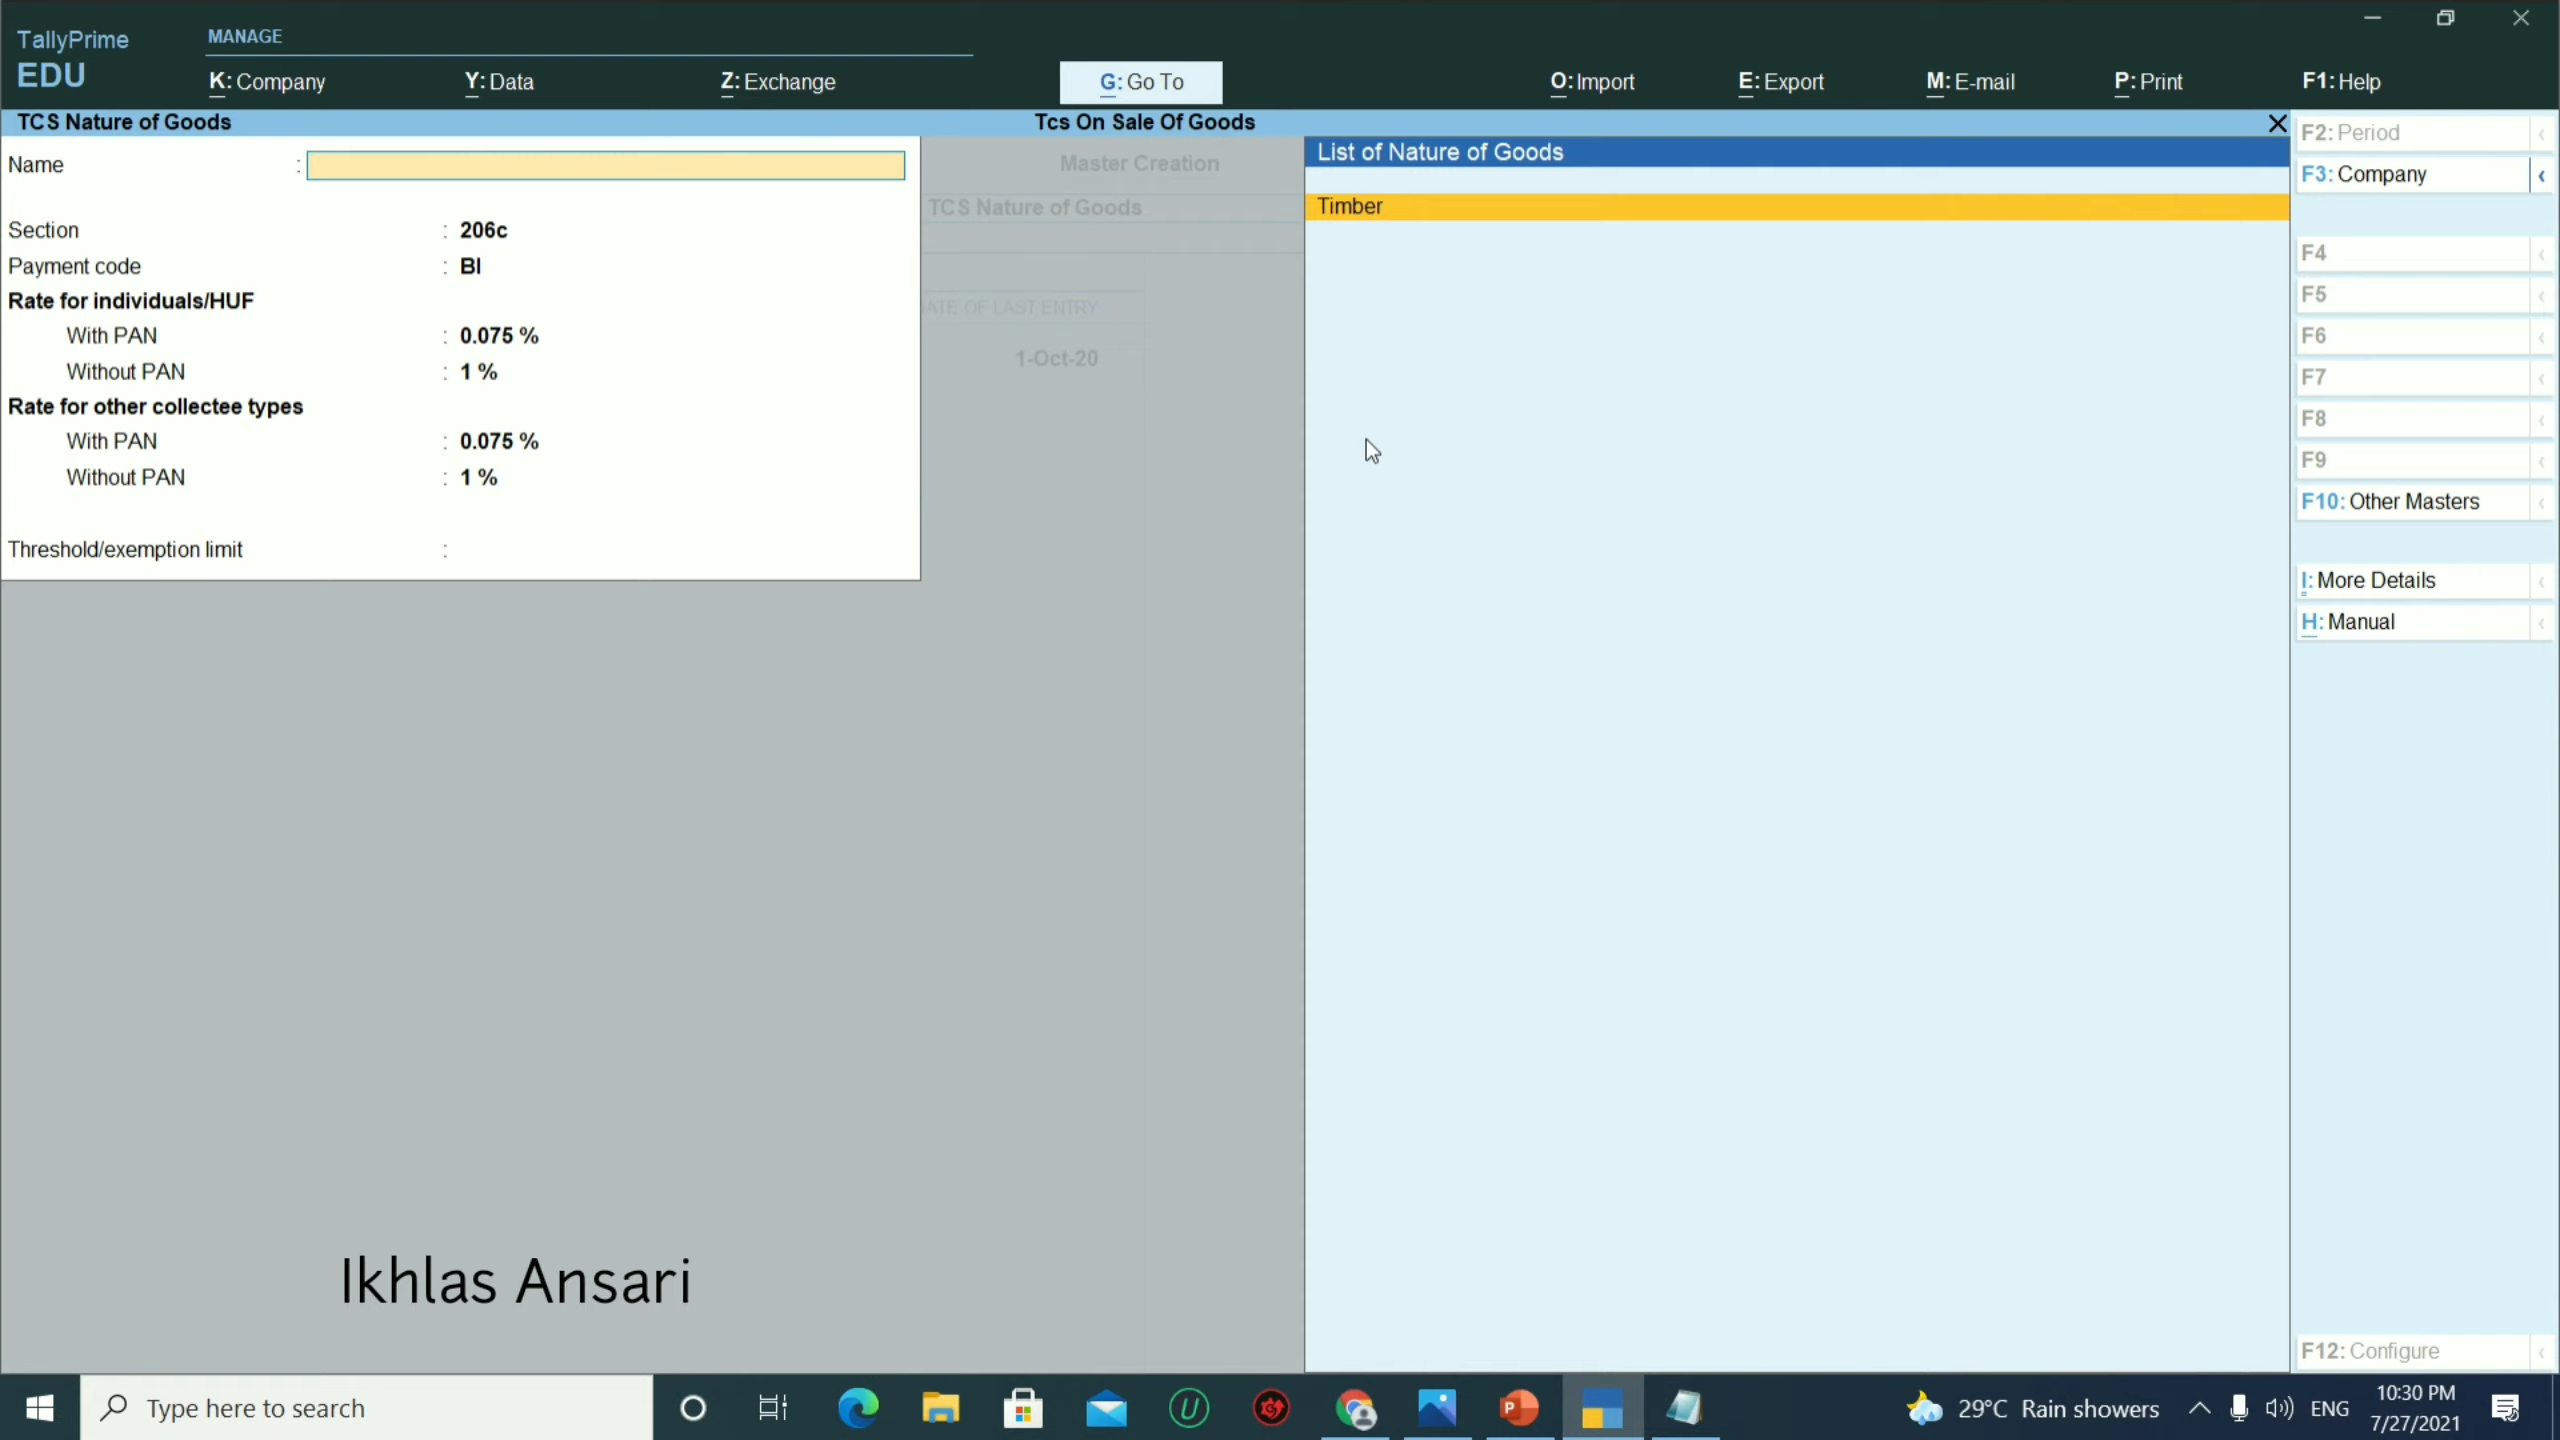 TallyPrime
EDU
MANAGE
K: Company
Y: Data
Z: Exchange
G: Go To
O: Import
E: Export
M: E-mail
P: Print
F1: Help
TCS Nature of Goods
Tcs On Sale Of Goods
Name :
Section : 206c
Payment code : BI
Rate for individuals/HUF
With PAN : 0.075 %
Without PAN : 1 %
Rate for other collectee types
With PAN : 0.075 %
Without PAN : 1 %
Threshold/exemption limit :
Master Creation
TCS Nature of Goods
ATE OF LAST ENTRY
1-Oct-20
List of Nature of Goods
Timber
F2: Period
F3: Company
F4
F5
F6
F7
F8
F9
F10: Other Masters
I: More Details
H: Manual
F12: Configure
Ikhlas Ansari
Type here to search
29°C Rain showers
ENG
10:30 PM
7/27/2021